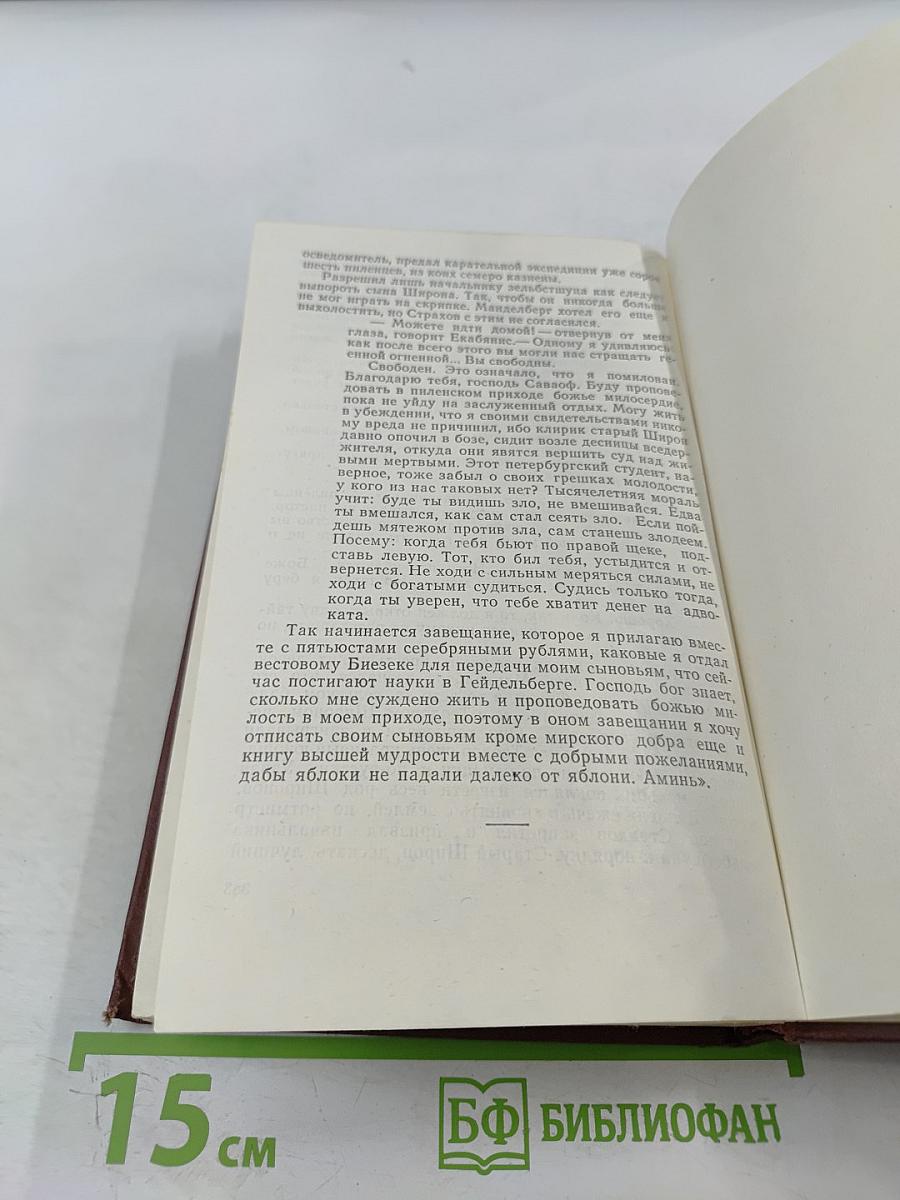 осведомитель, предал карательной экспедиции уже сорок
шесть пиленцев, из коих семеро казнены.
Разрешил лишь начальнику зельбстшуца как следует
выпороть сына Широна. Так, чтобы он никогда больше
не мог играть на скрипке. Манделберг хотел его еще и
выхолостить, но Страхов с этим не согласился.
— Можете идти домой! — отвернув от меня
глаза, говорит Екабянис.— Одному я удивляюсь:
как после всего этого вы могли нас стращать ге-
енной огненной... Вы свободны.
Свободен. Это означало, что я помилован.
Благодарю тебя, господь Саваоф. Буду пропове-
довать в пиленском приходе божье милосердие,
пока не уйду на заслуженный отдых. Могу жить
в убеждении, что я своими свидетельствами нико-
му вреда не причинил, ибо клирик старый Широн
давно опочил в бозе, сидит возле десницы вседер-
жителя, откуда они явятся вершить суд над жи-
выми мертвыми. Этот петербургский студент, на-
верное, тоже забыл о своих грешках молодости,
у кого из нас таковых нет? Тысячелетняя мораль
учит: буде ты видишь зло, не вмешивайся. Едва
ты вмешался, как сам стал сеять зло. Если пой-
дешь мятежом против зла, сам станешь злодеем.
Посему: когда тебя бьют по правой щеке, под-
ставь левую. Тот, кто бил тебя, устыдится и от-
вернется. Не ходи с сильным меряться силами, не
ходи с богатыми судиться. Судись только тогда,
когда ты уверен, что тебе хватит денег на адво-
ката.
Так начинается завещание, которое я прилагаю вмес-
те с пятьюстами серебряными рублями, каковые я отдал
вестовому Биезеке для передачи моим сыновьям, что сей-
час постигают науки в Гейдельберге. Господь бог знает,
сколько мне суждено жить и проповедовать божью ми-
лость в моем приходе, поэтому в оном завещании я хочу
отписать своим сыновьям кроме мирского добра еще и
книгу высшей мудрости вместе с добрыми пожеланиями,
дабы яблоки не падали далеко от яблони. Аминь».
15 см
БФ БИБЛИОФАН